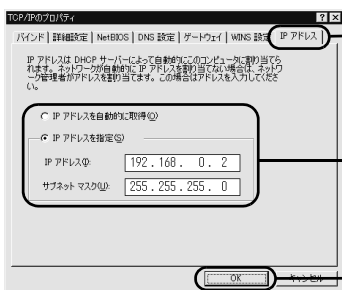 TCP/IPのプロパティ
バインド 詳細設定 NetBIOS DNS 設定 ゲートウェイ WINS 設定 IP アドレス
IP アドレスは DHCP サーバーによって自動的にこのコンピュータに割り当てら
れます。ネットワークが自動的に IP アドレスを割り当てない場合は、ネットワ
ーク管理者がアドレスを割り当てます。この場合はアドレスを入力してくださ
い。
IP アドレスを自動的に取得(O)
IP アドレスを指定(S)
IP アドレス(I): 192.168. 0. 2
サブネット マスク(U): 255.255.255. 0
OK キャンセル